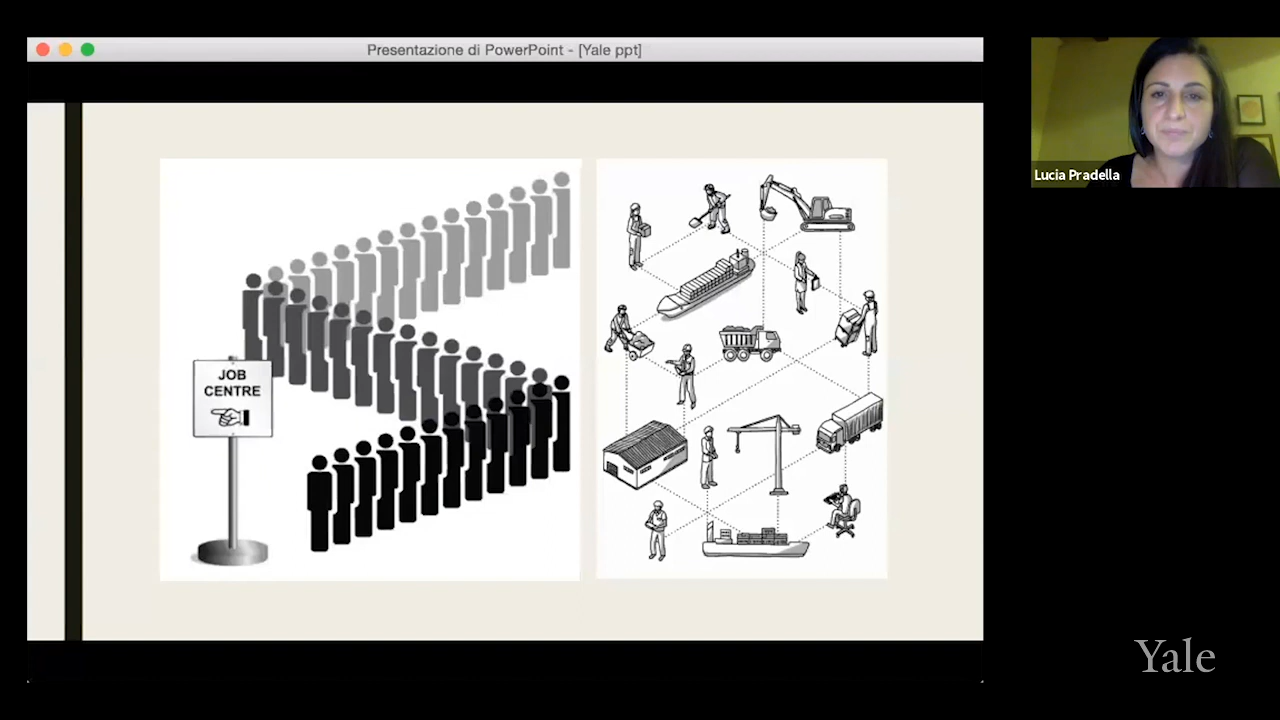 Presentazione di PowerPoint - [Yale ppt]
JOB
CENTRE
Lucia Pradella
Yale